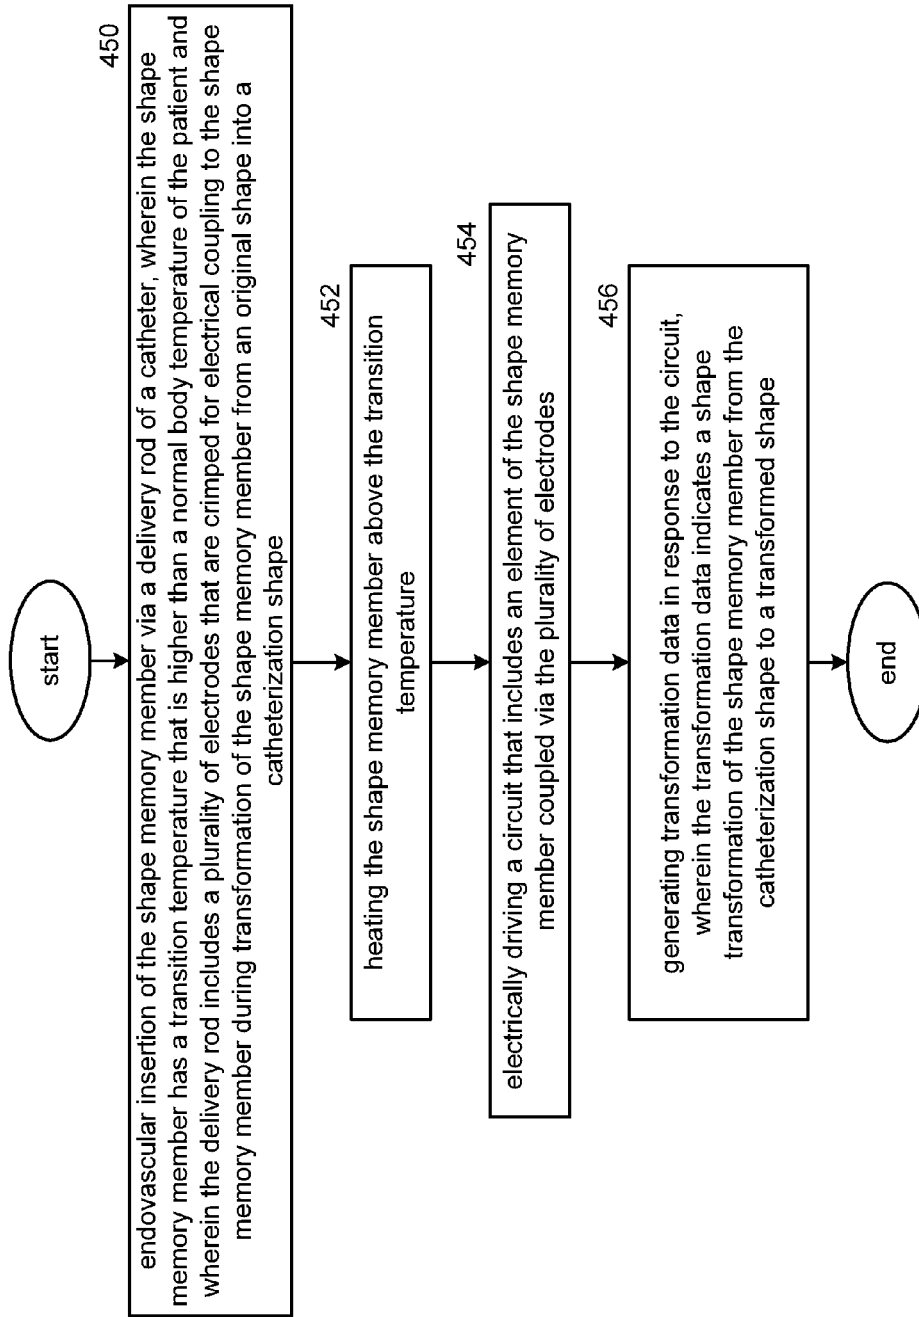 start
450
endovascular insertion of the shape memory member via a delivery rod of a catheter, wherein the shape
memory member has a transition temperature that is higher than a normal body temperature of the patient and
wherein the delivery rod includes a plurality of electrodes that are crimped for electrical coupling to the shape
memory member during transformation of the shape memory member from an original shape into a
catheterization shape
452
heating the shape memory member above the transition
temperature
454
electrically driving a circuit that includes an element of the shape memory
member coupled via the plurality of electrodes
456
generating transformation data in response to the circuit,
wherein the transformation data indicates a shape
transformation of the shape memory member from the
catheterization shape to a transformed shape
end